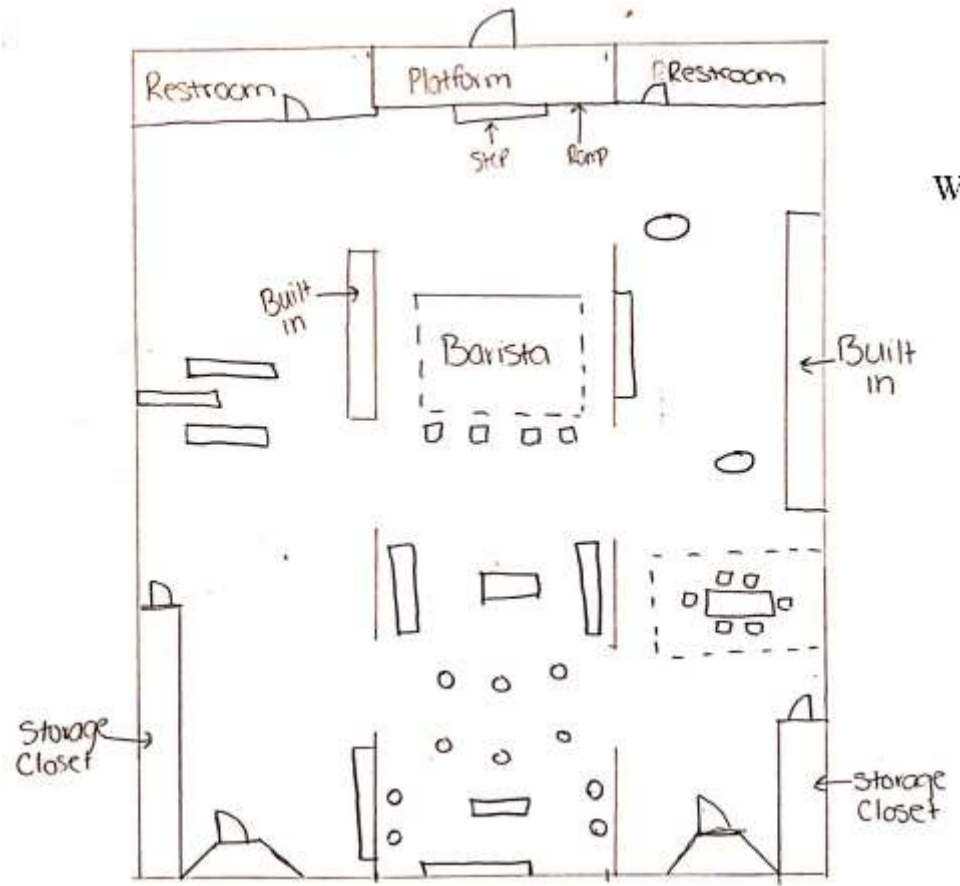 Restroom
Platform
Restroom
Step
Ramp
W
Built
in
Barista
Built
in
Storage
Closet
Storage
Closet